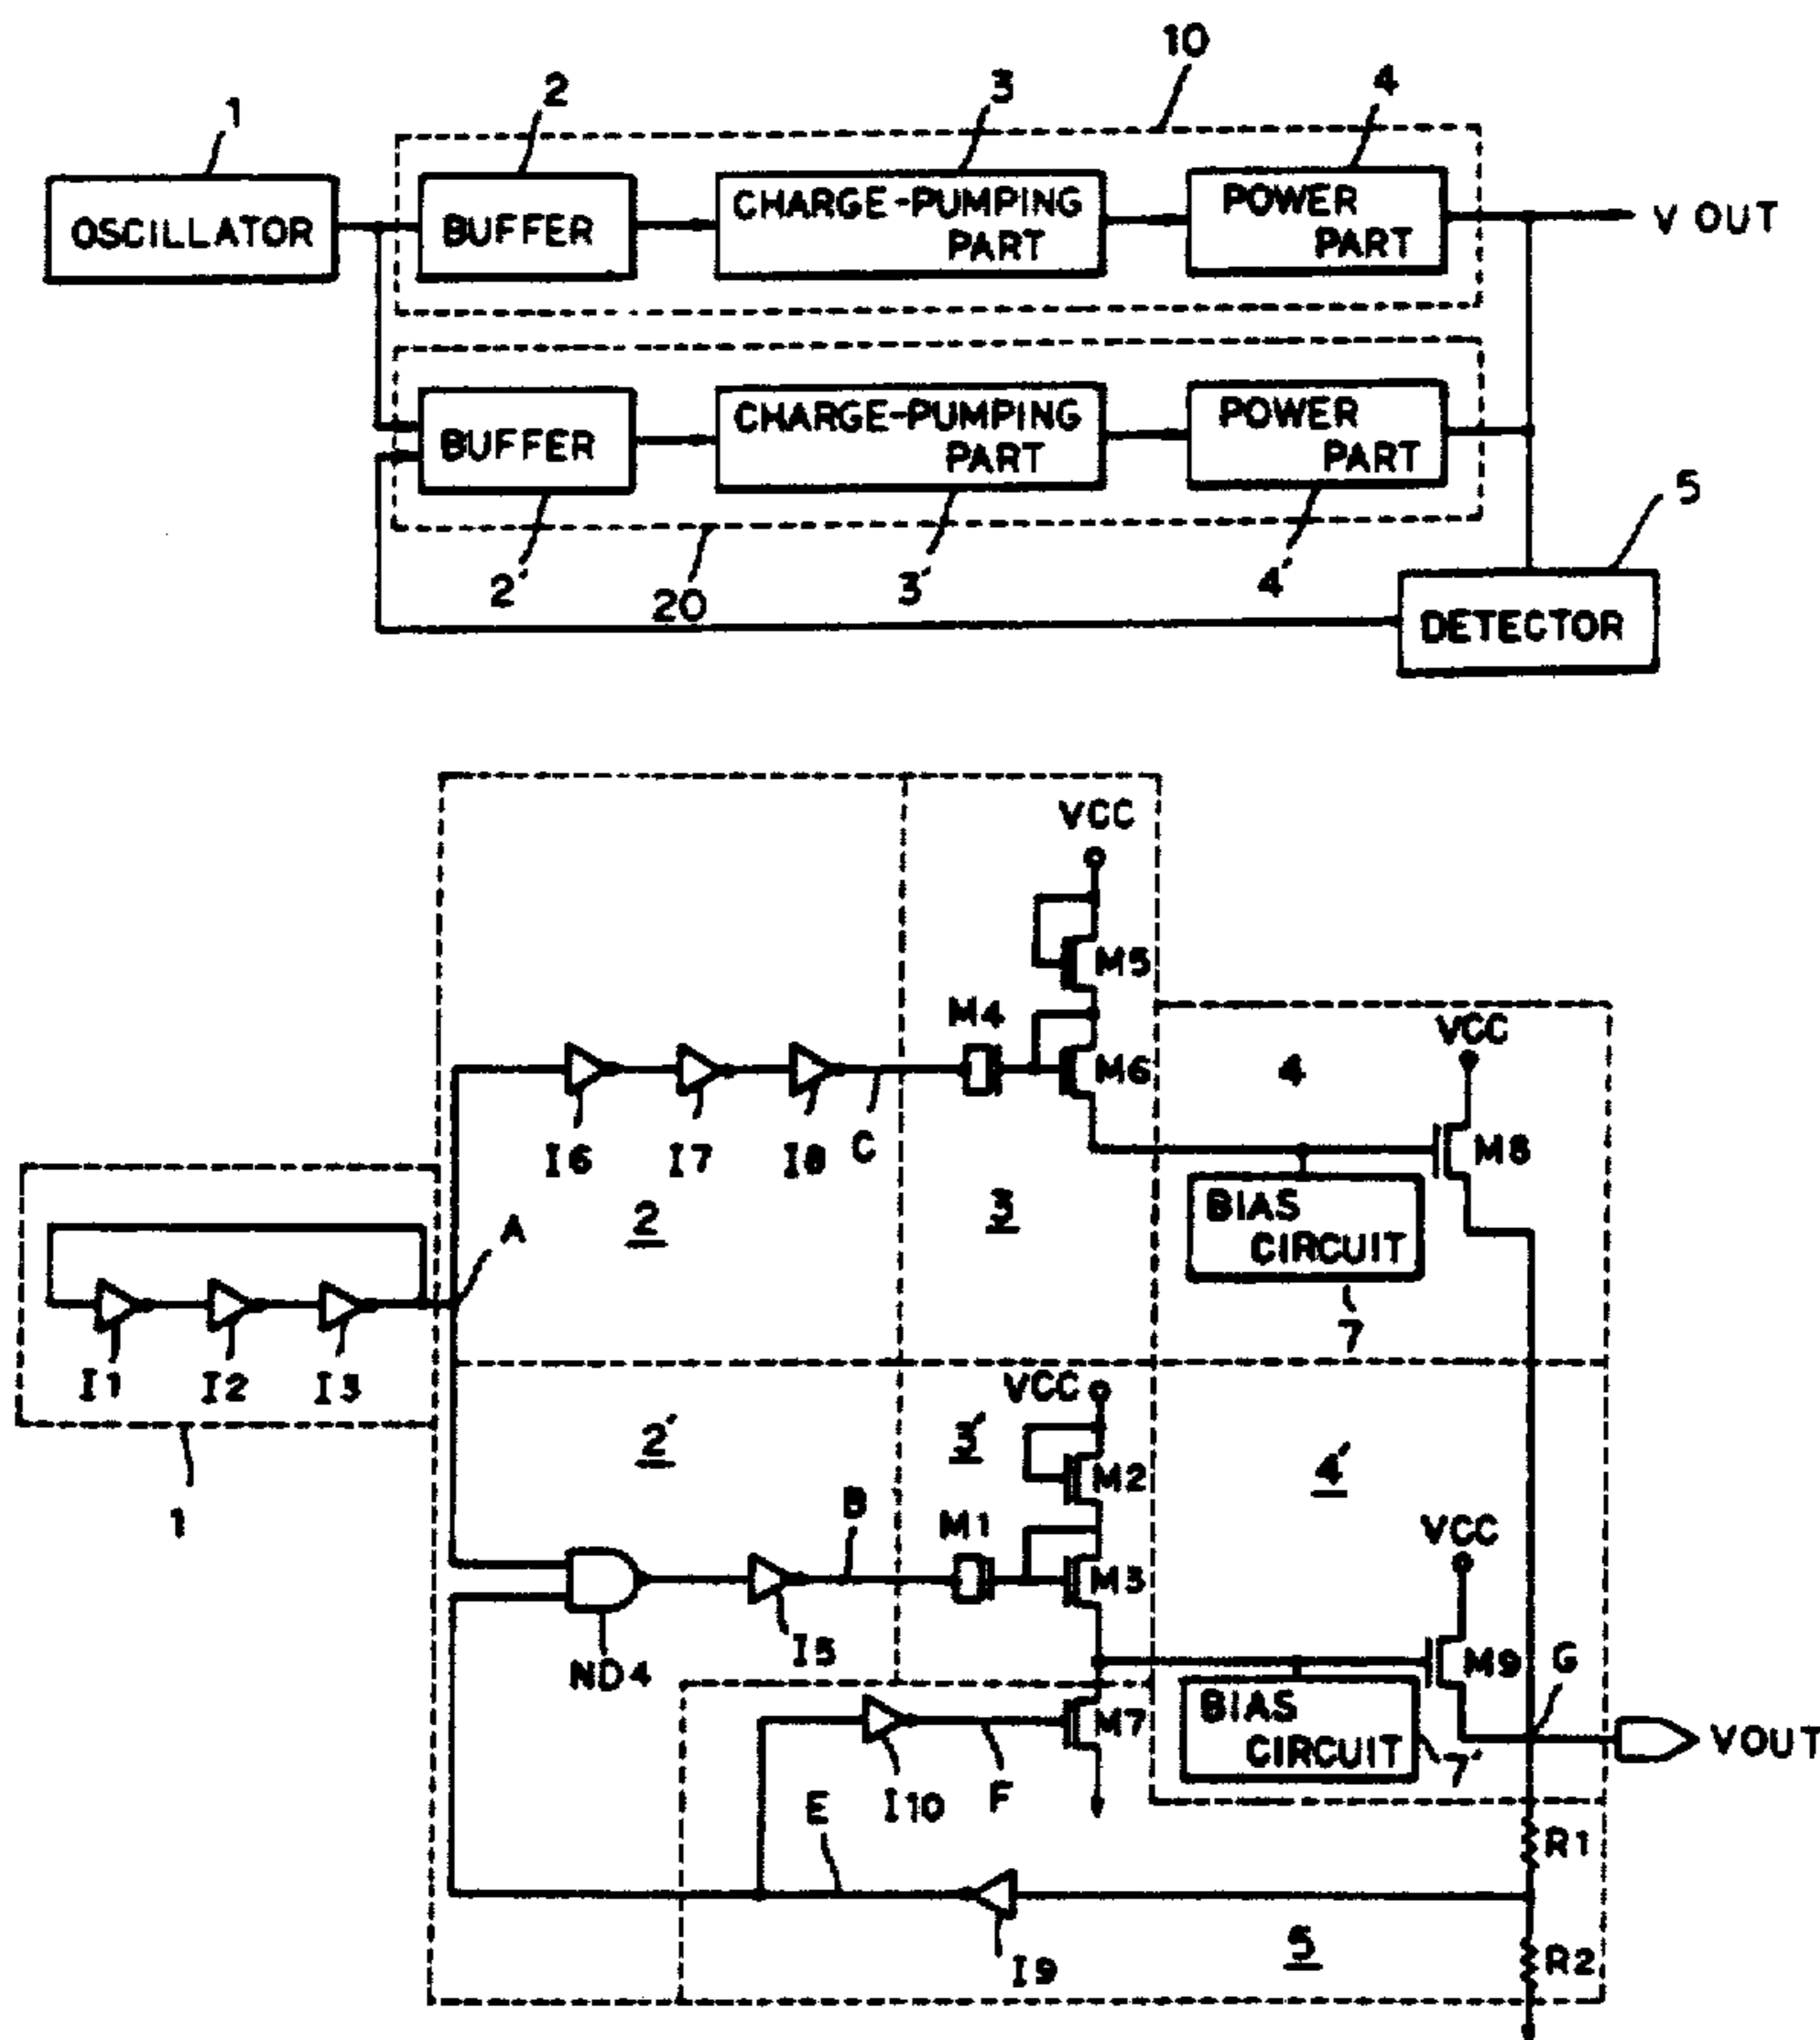 10
1
2
3
4
OSCILLATOR
BUFFER
CHARGE-PUMPING
PART
POWER
PART
V OUT
BUFFER
CHARGE-PUMPING
PART
POWER
PART
2'
20
3'
4'
5
DETECTOR
VCC
M5
M4
M6
4
VCC
I6
I7
I8
C
M8
2
3
BIAS
CIRCUIT
7
A
I1
I2
I3
1
2'
3'
VCC
M2
4'
B
M1
M3
VCC
ND4
I5
M9
G
BIAS
CIRCUIT
7'
VOUT
M7
I10
F
E
R1
I9
5
R2